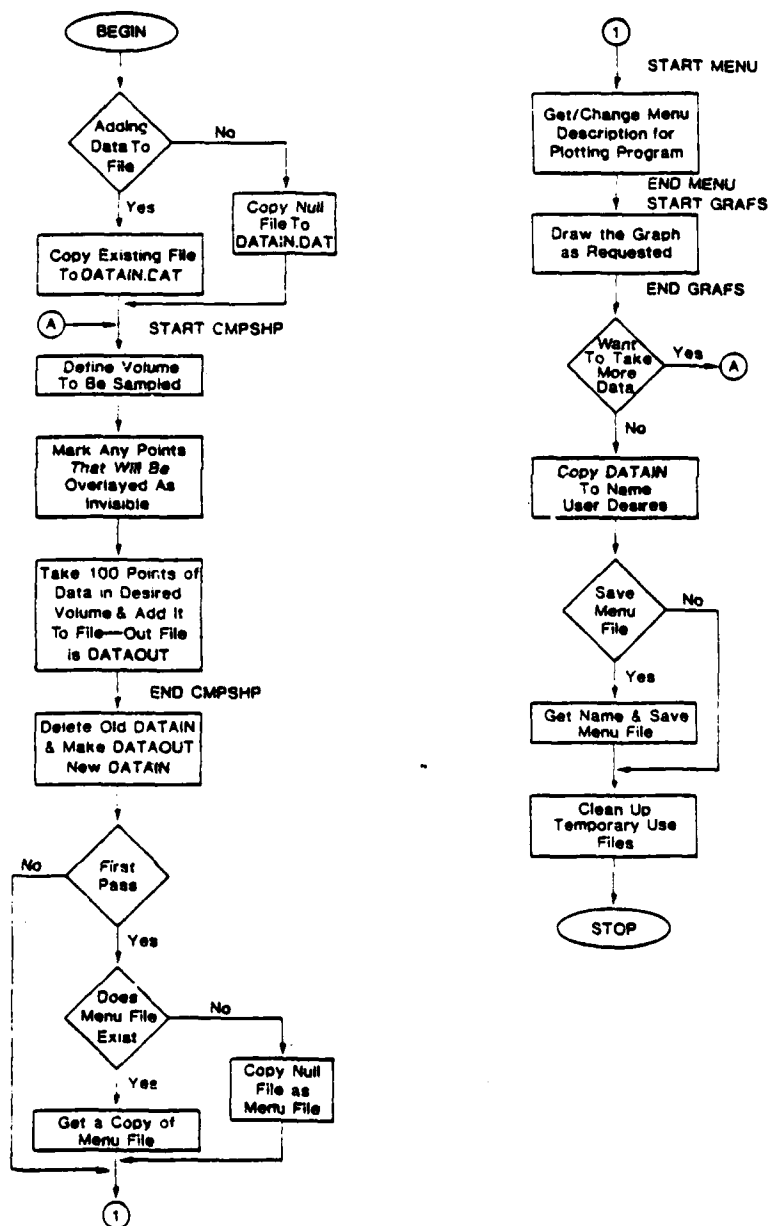 BEGIN
Adding
Data To
File
No
Yes
Copy Null
File To
DATAIN.DAT
Copy Existing File
To DATAIN.DAT
A
START CMPSHP
Define Volume
To Be Sampled
Mark Any Points
That Will Be
Overlayed As
Invisible
Take 100 Points of
Data in Desired
Volume & Add It
To File—Out File
is DATAOUT
END CMPSHP
Delete Old DATAIN
& Make DATAOUT
New DATAIN
No
First
Pass
Yes
Does
Menu File
Exist
No
Yes
Copy Null
File as
Menu File
Get a Copy of
Menu File
1
1
START MENU
Get/Change Menu
Description for
Plotting Program
END MENU
START GRAFS
Draw the Graph
as Requested
END GRAFS
Want
To Take
More
Data
Yes
A
No
Copy DATAIN
To Name
User Desires
Save
Menu
File
No
Yes
Get Name & Save
Menu File
Clean Up
Temporary Use
Files
STOP